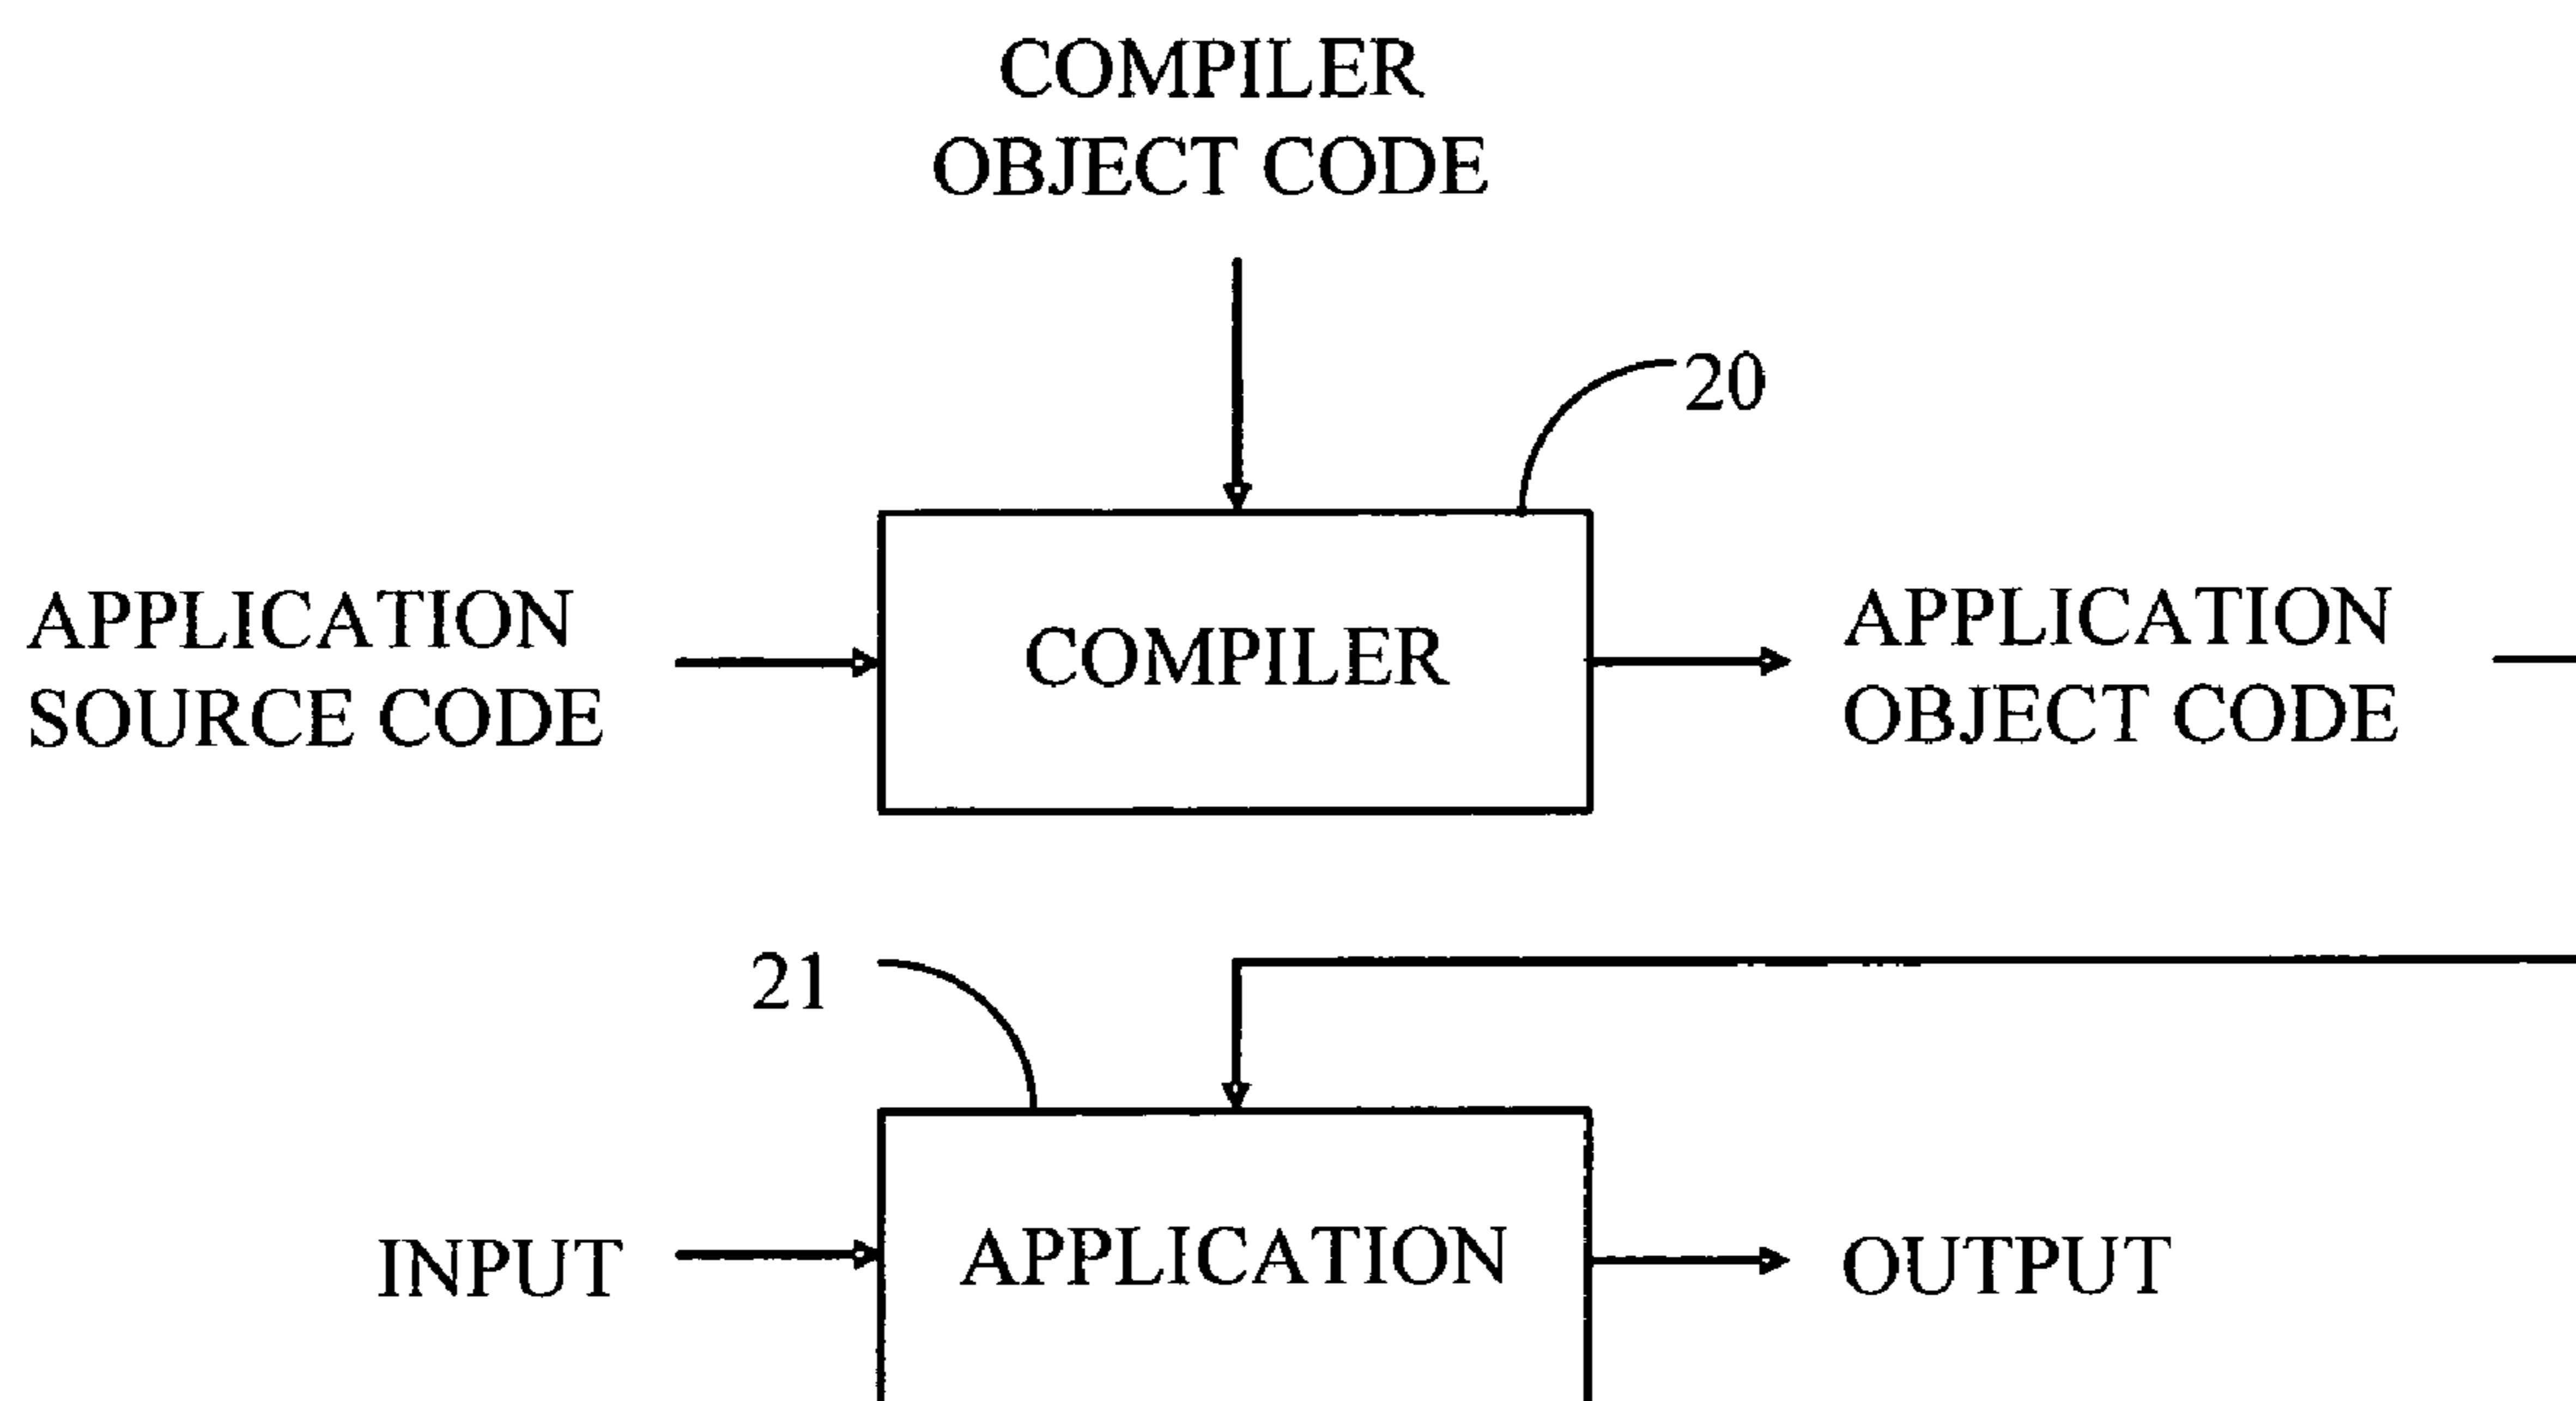 COMPILER
OBJECT CODE
20
APPLICATION
SOURCE CODE
COMPILER
APPLICATION
OBJECT CODE
21
INPUT
APPLICATION
OUTPUT